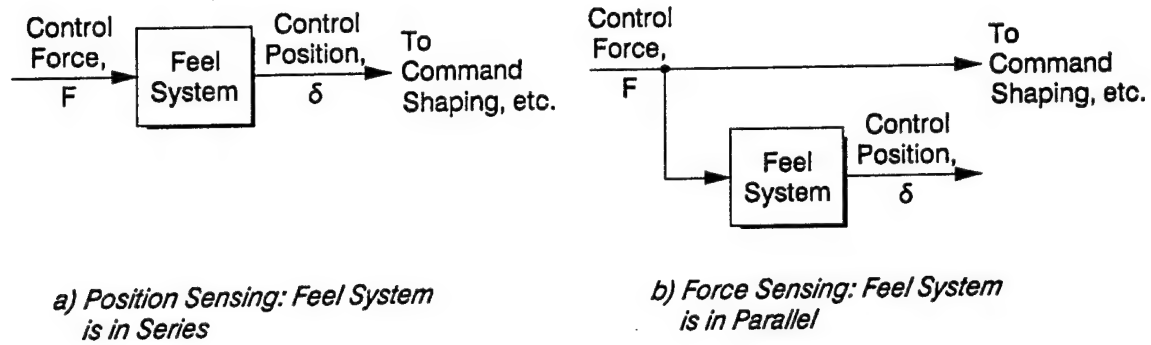 Control
Force,
F
Feel
System
Control
Position,
δ
To
Command
Shaping, etc.
a) Position Sensing: Feel System
is in Series
Control
Force,
F
To
Command
Shaping, etc.
Feel
System
Control
Position,
δ
b) Force Sensing: Feel System
is in Parallel